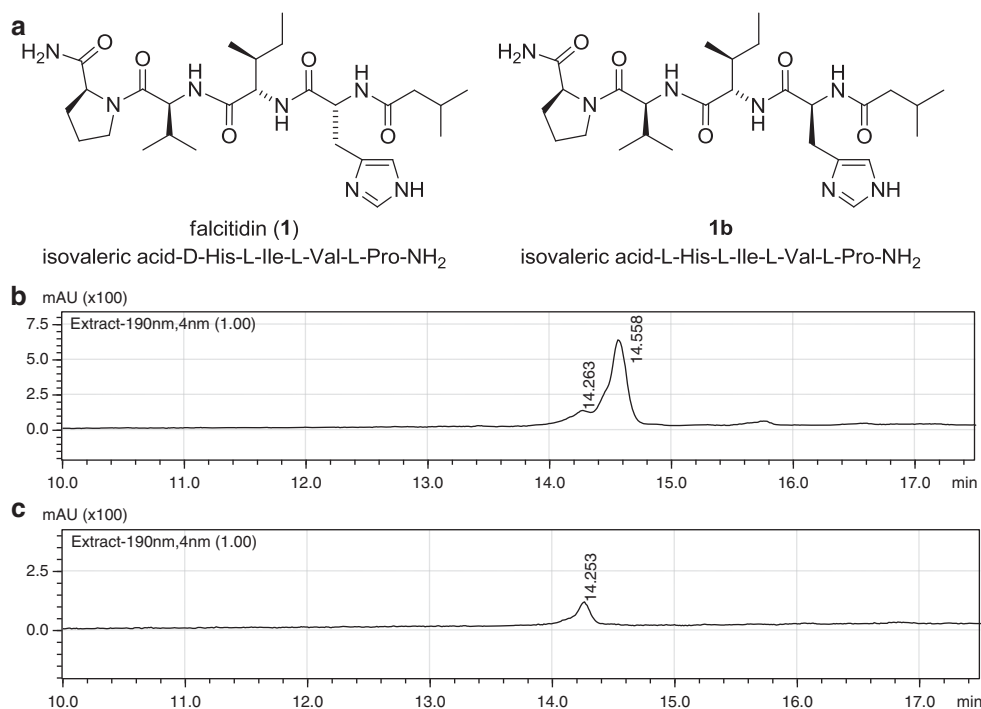 a
H2N O
O
H
N
O
H
N
N
O
N
H
O
N NH
falcitidin (1)
isovaleric acid-D-His-L-Ile-L-Val-L-Pro-NH2
H2N O
O
H
N
O
H
N
N
O
N
H
O
N NH
1b
isovaleric acid-L-His-L-Ile-L-Val-L-Pro-NH2
b mAU (x100)
Extract-190nm,4nm (1.00)
7.5
5.0
2.5
0.0
14.263
14.558
10.0 11.0 12.0 13.0 14.0 15.0 16.0 17.0 min
c mAU (x100)
Extract-190nm,4nm (1.00)
2.5
0.0
14.253
10.0 11.0 12.0 13.0 14.0 15.0 16.0 17.0 min